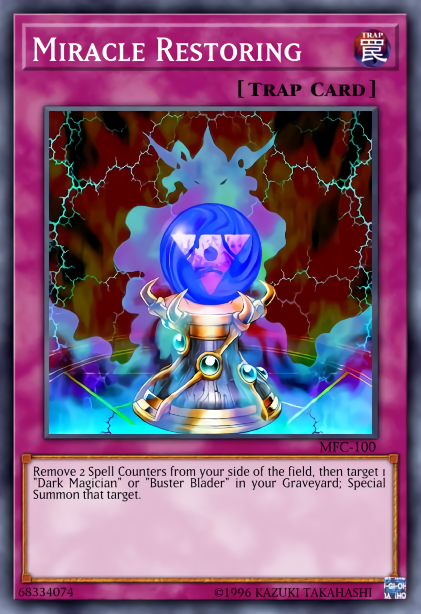 Miracle Restoring
TRAP
罠
[Trap Card]
MFC-100
Remove 2 Spell Counters from your side of the field, then target 1
"Dark Magician" or "Buster Blader" in your Graveyard; Special
Summon that target.
68334074
©1996 KAZUKI TAKAHASHI